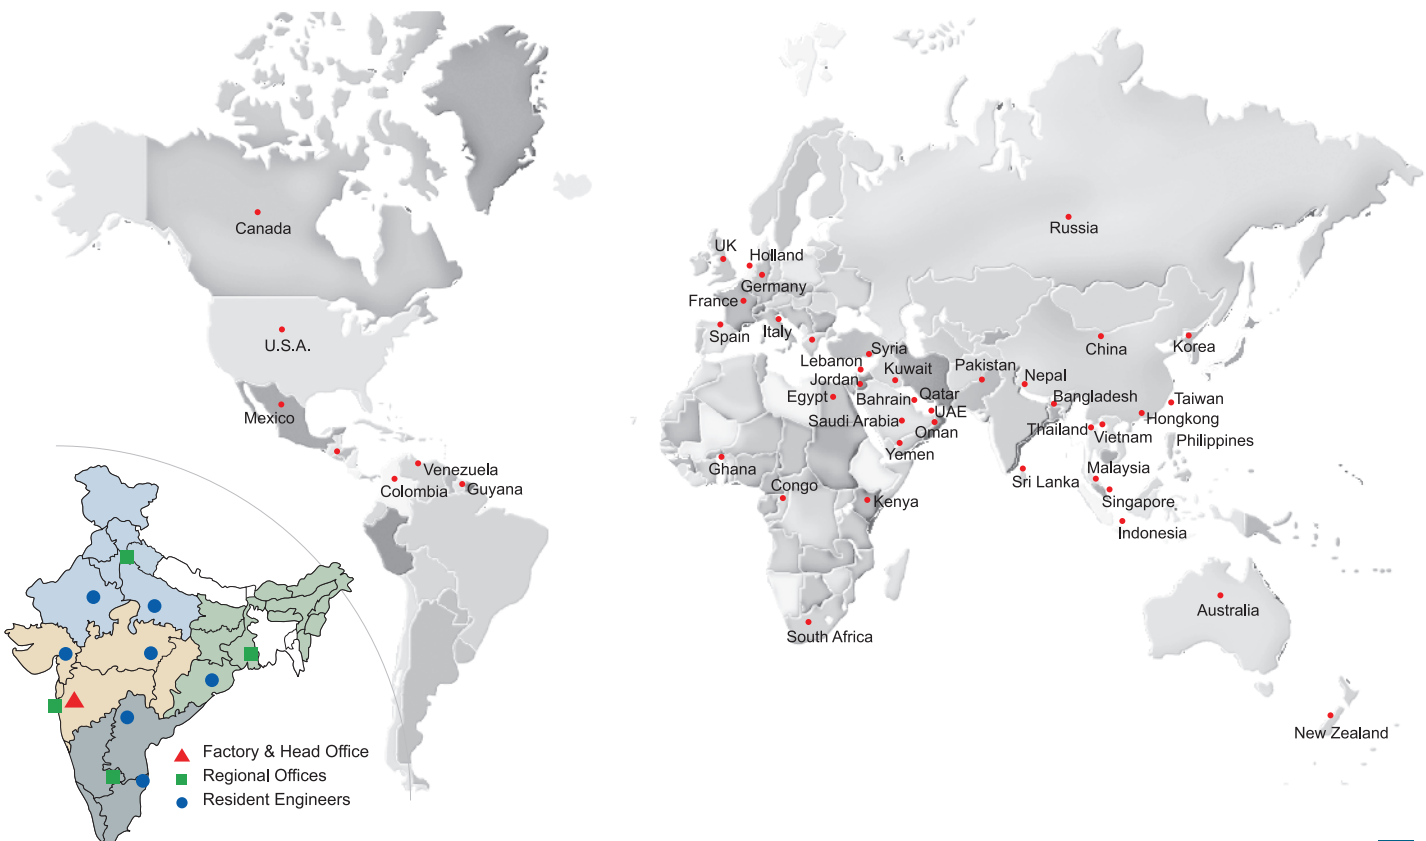 Canada
U.S.A.
Mexico
Venezuela
Colombia
Guyana
UK
Holland
Germany
France
Spain
Italy
Russia
Syria
Lebanon
Kuwait
Jordan
Egypt
Bahrain
Qatar
UAE
Saudi Arabia
Oman
Yemen
Pakistan
Nepal
Bangladesh
China
Korea
Taiwan
Hongkong
Thailand
Vietnam
Philippines
Ghana
Congo
Kenya
Sri Lanka
Malaysia
Singapore
Indonesia
South Africa
Australia
New Zealand
Factory & Head Office
Regional Offices
Resident Engineers